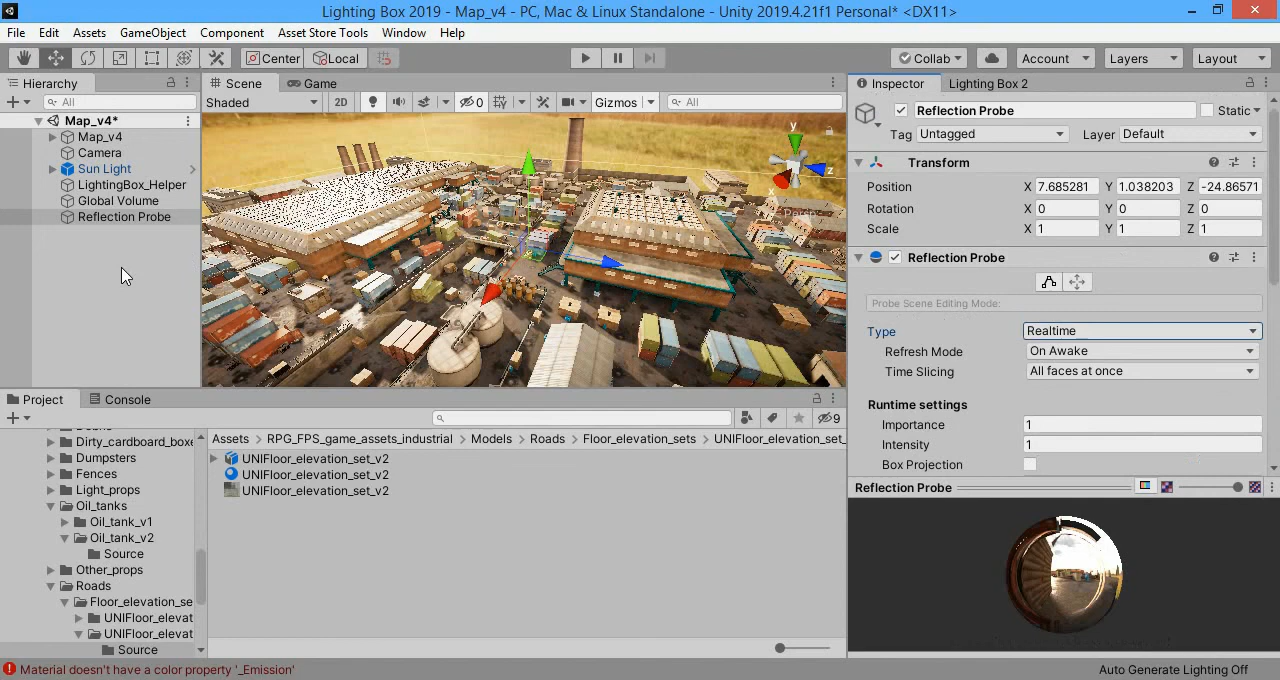 Lighting Box 2019 - Map_v4 - PC, Mac & Linux Standalone - Unity 2019.4.21f1 Personal* <DX11>
File Edit Assets GameObject Component Asset Store Tools Window Help
Center Local Collab Account Layers Layout
Hierarchy
All
Map_v4*
Map_v4
Camera
Sun Light
LightingBox_Helper
Global Volume
Reflection Probe
Scene Game
Shaded 2D 0 Gizmos All
y
z
x
Persp
Inspector Lighting Box 2
Reflection Probe Static
Tag Untagged Layer Default
Transform
Position X 7.685281 Y 1.038203 Z -24.86571
Rotation X 0 Y 0 Z 0
Scale X 1 Y 1 Z 1
Reflection Probe
Probe Scene Editing Mode:
Type Realtime
Refresh Mode On Awake
Time Slicing All faces at once
Runtime settings
Importance 1
Intensity 1
Box Projection
Reflection Probe
Project Console
9
Dirty_cardboard_boxe
Dumpsters
Fences
Light_props
Oil_tanks
Oil_tank_v1
Oil_tank_v2
Source
Other_props
Roads
Floor_elevation_se
UNIFloor_elevat
UNIFloor_elevat
Source
Assets RPG_FPS_game_assets_industrial Models Roads Floor_elevation_sets UNIFloor_elevation_set_
UNIFloor_elevation_set_v2
UNIFloor_elevation_set_v2
UNIFloor_elevation_set_v2
Material doesn't have a color property '_Emission'
Auto Generate Lighting Off